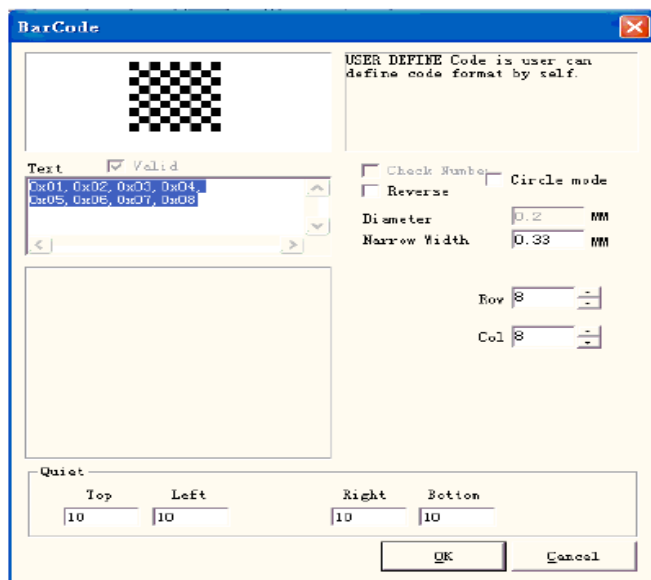 BarCode
USER DEFINE Code is user can
define code format by self.
Text
Valid
0x01, 0x02, 0x03, 0x04,
0x05, 0x06, 0x07, 0x08
Check Numbe
Circle mode
Reverse
Diameter 0.2 MM
Narrow Width 0.33 MM
Row 8
Col 8
Quiet
Top Left Right Botton
10 10 10 10
OK Cancel